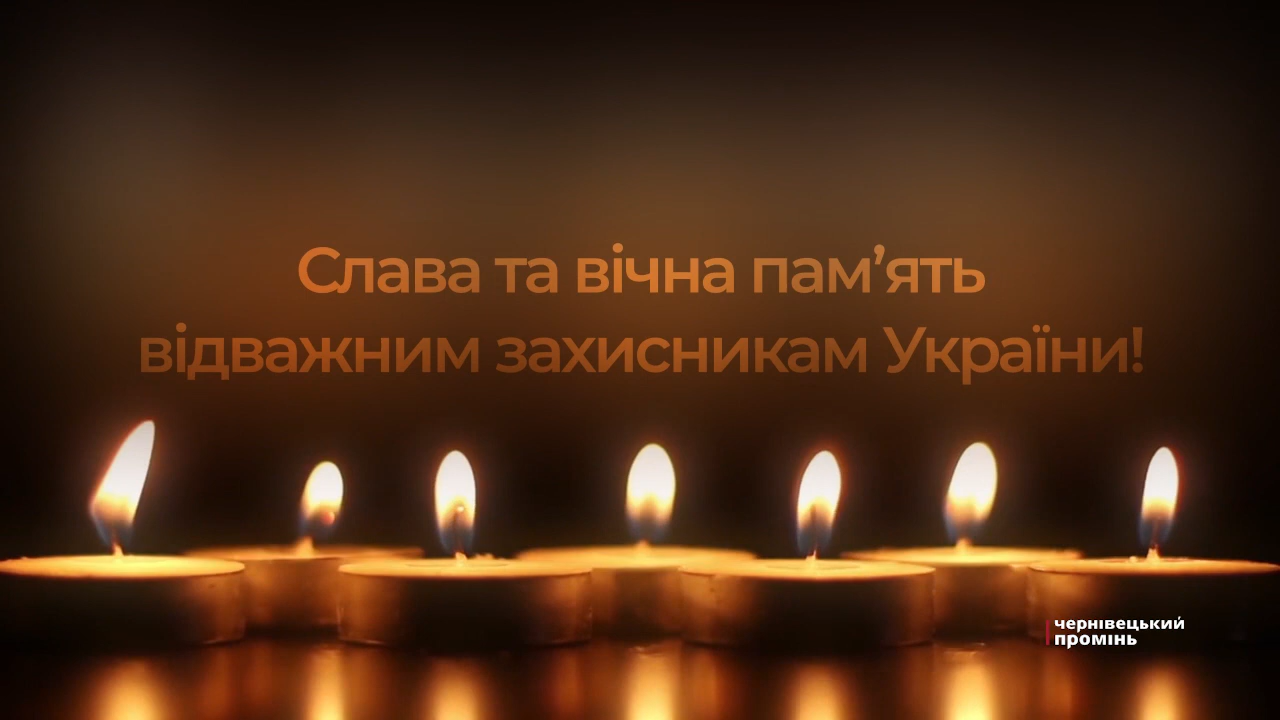 Слава та вічна пам’ять
відважним захисникам України!
чернівецький
промінь